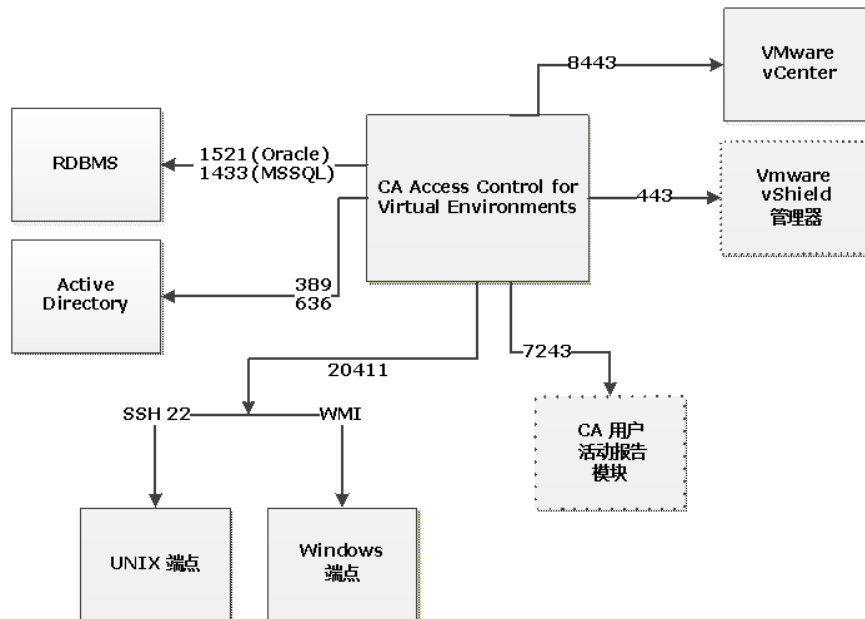 8443
VMware
vCenter
RDBMS
1521 (Oracle)
1433 (MSSQL)
CA Access Control for
Virtual Environments
443
Vmware
vShield
管理器
Active
Directory
389
636
20411
7243
SSH 22
WMI
CA 用户
活动报告
模块
UNIX 端点
Windows
端点